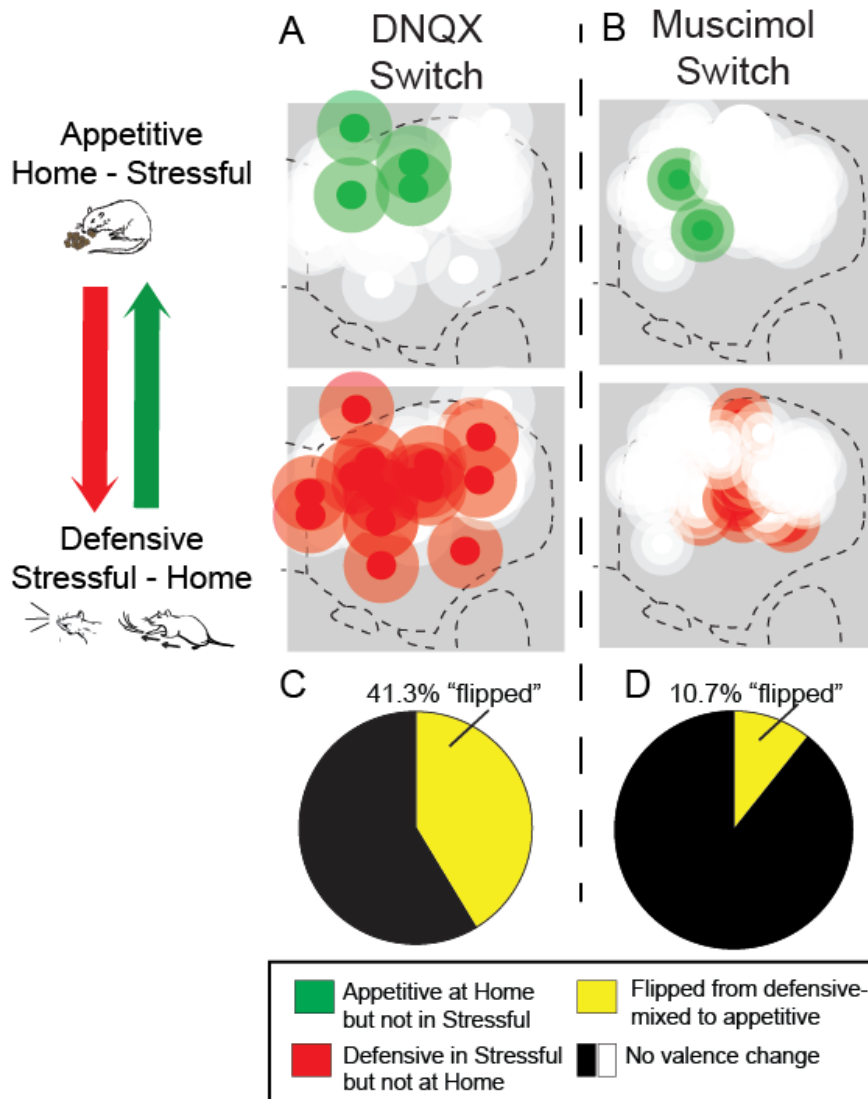 A
DNQX
Switch
B
Muscimol
Switch
Appetitive
Home - Stressful
Defensive
Stressful - Home
C
41.3% “flipped”
D
10.7% “flipped”
Appetitive at Home
but not in Stressful
Flipped from defensive-
mixed to appetitive
Defensive in Stressful
but not at Home
No valence change